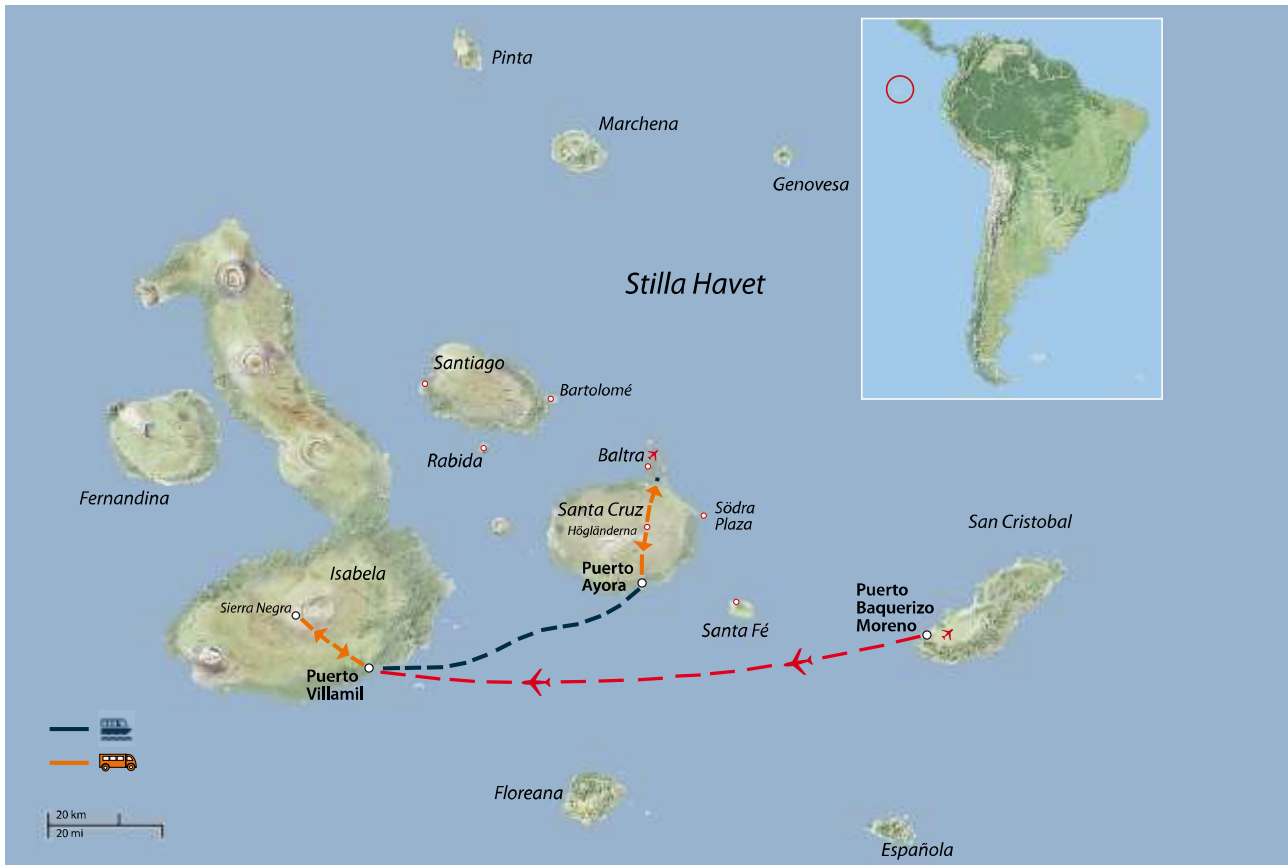 Pinta
Marchena
Genovesa
Stilla Havet
Santiago
Bartolomé
Rabida
Baltra
Fernandina
Santa Cruz
Högländerna
Södra
Plaza
San Cristobal
Isabela
Puerto
Ayora
Sierra Negra
Puerto
Baquerizo
Moreno
Santa Fé
Puerto
Villamil
Floreana
20 km
20 mi
Española